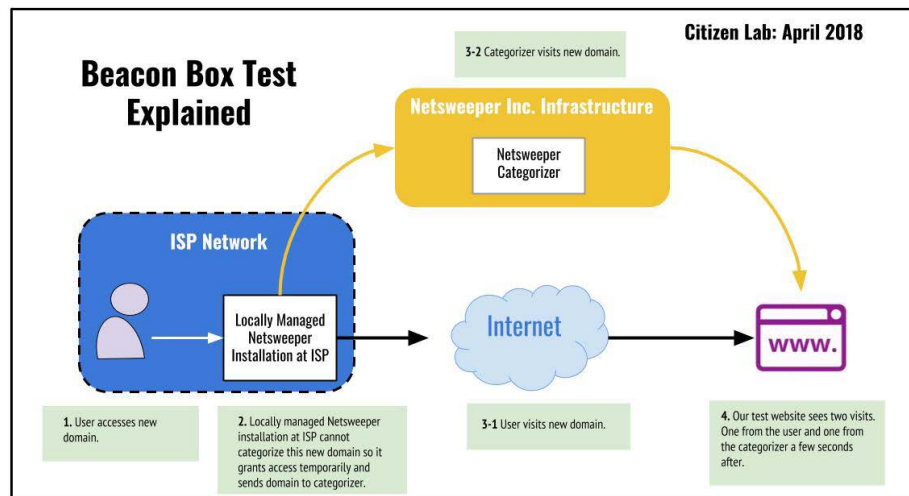 Citizen Lab: April 2018
Beacon Box Test
Explained
3-2 Categorizer visits new domain.
Netsweeper Inc. Infrastructure
Netsweeper
Categorizer
ISP Network
Locally Managed
Netsweeper
Installation at ISP
Internet
www.
1. User accesses new
domain.
2. Locally managed Netsweeper
installation at ISP cannot
categorize this new domain so it
grants access temporarily and
sends domain to categorizer.
3-1 User visits new domain.
4. Our test website sees two visits.
One from the user and one from
the categorizer a few seconds
after.